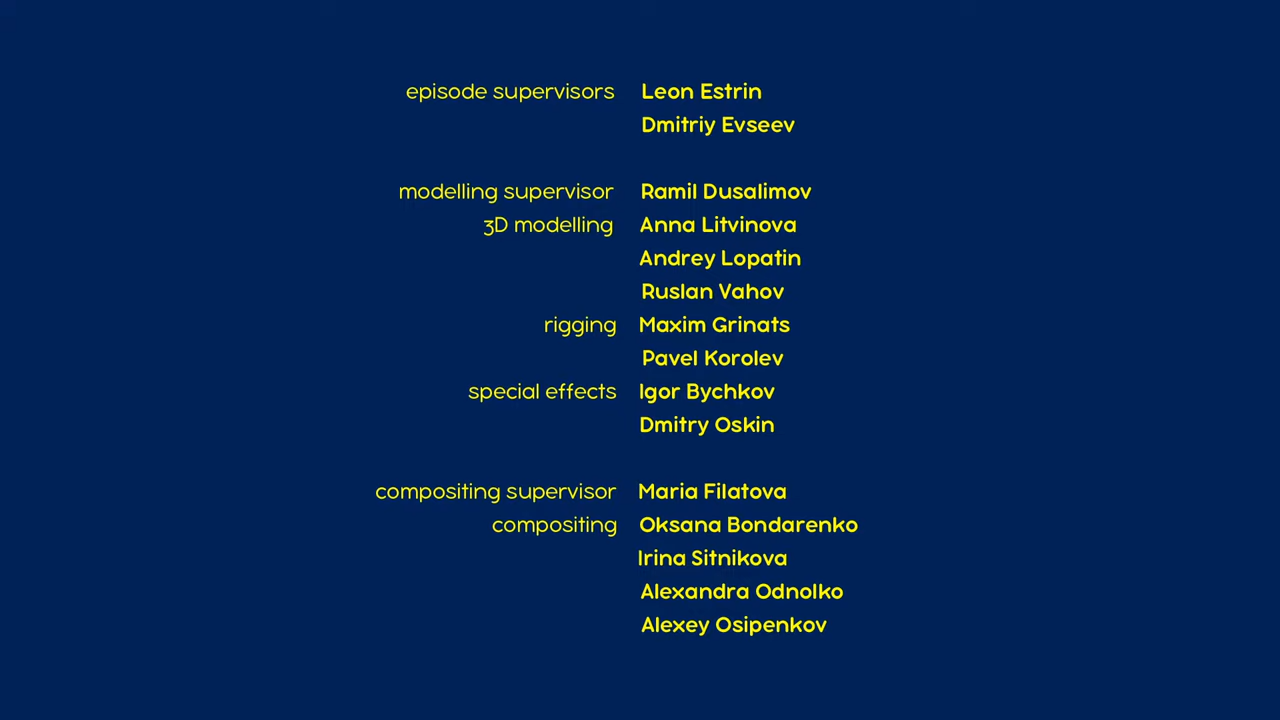 episode supervisors Leon Estrin
Dmitriy Evseev
modelling supervisor Ramil Dusalimov
3D modelling Anna Litvinova
Andrey Lopatin
Ruslan Vahov
rigging Maxim Grinats
Pavel Korolev
special effects Igor Bychkov
Dmitry Oskin
compositing supervisor Maria Filatova
compositing Oksana Bondarenko
Irina Sitnikova
Alexandra Odnolko
Alexey Osipenkov